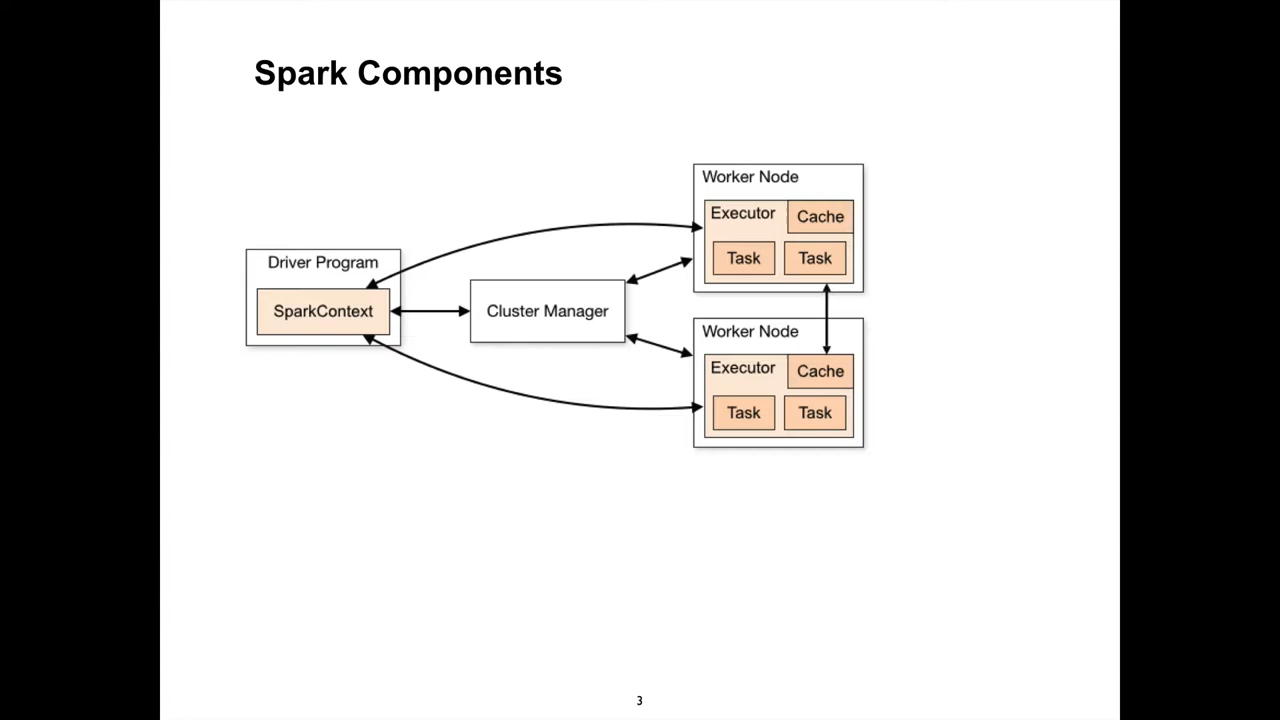 Spark Components
Driver Program
SparkContext
Cluster Manager
Worker Node
Executor
Cache
Task
Task
Worker Node
Executor
Cache
Task
Task
3